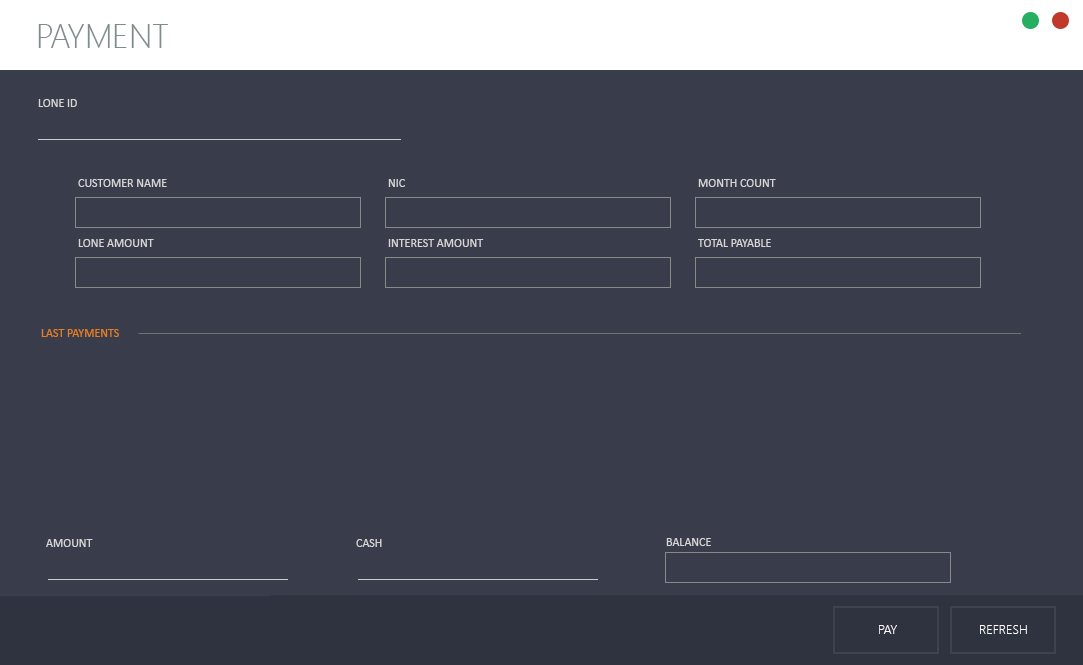 PAYMENT
LONE ID
CUSTOMER NAME NIC MONTH COUNT
LONE AMOUNT INTEREST AMOUNT TOTAL PAYABLE
LAST PAYMENTS
AMOUNT CASH BALANCE
PAY REFRESH